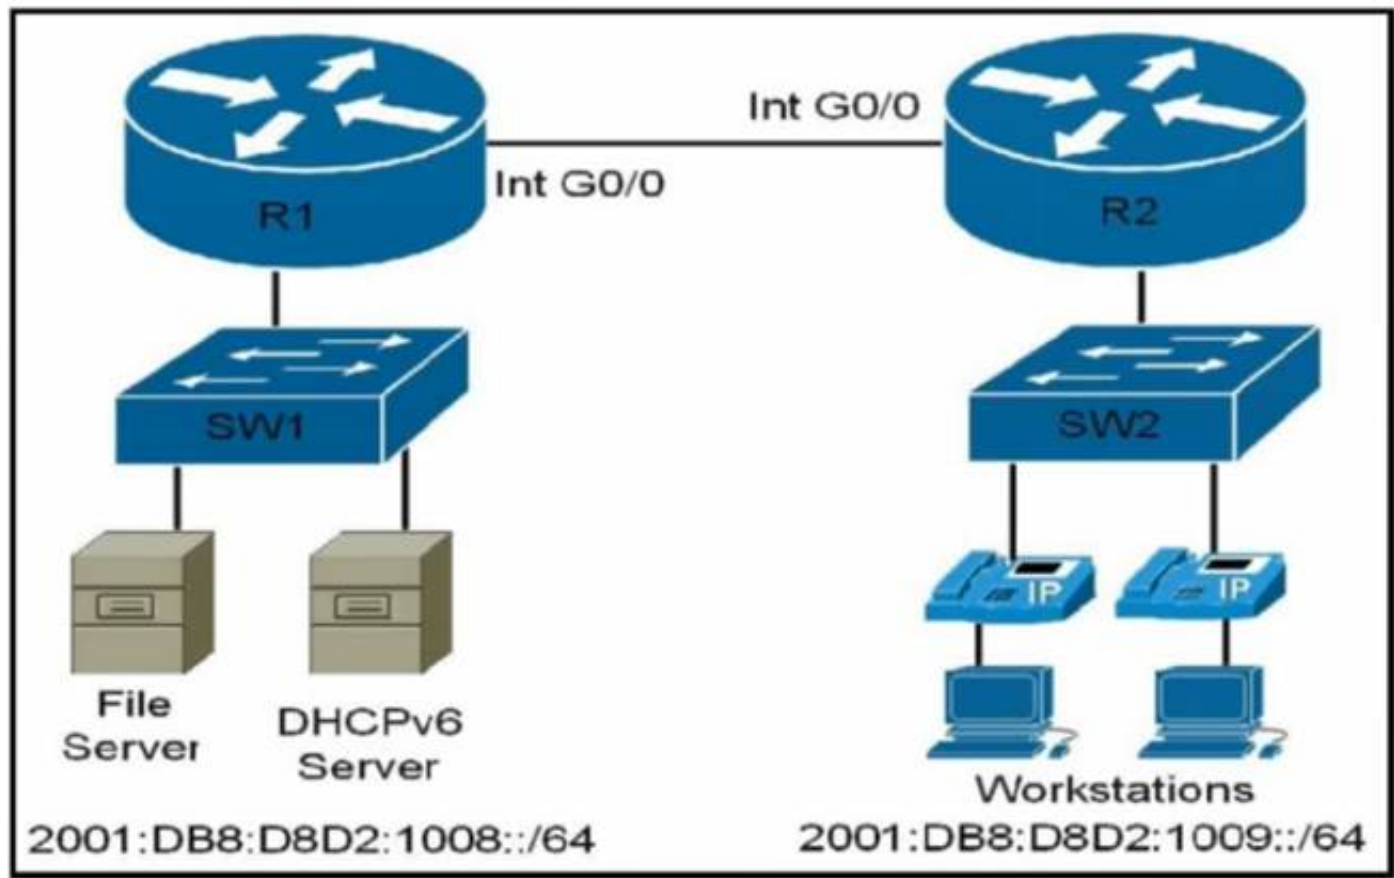 Int G0/0
Int G0/0
R1
R2
SW1
SW2
IP
IP
File
Server
DHCPv6
Server
Workstations
2001:DB8:D8D2:1008::/64
2001:DB8:D8D2:1009::/64